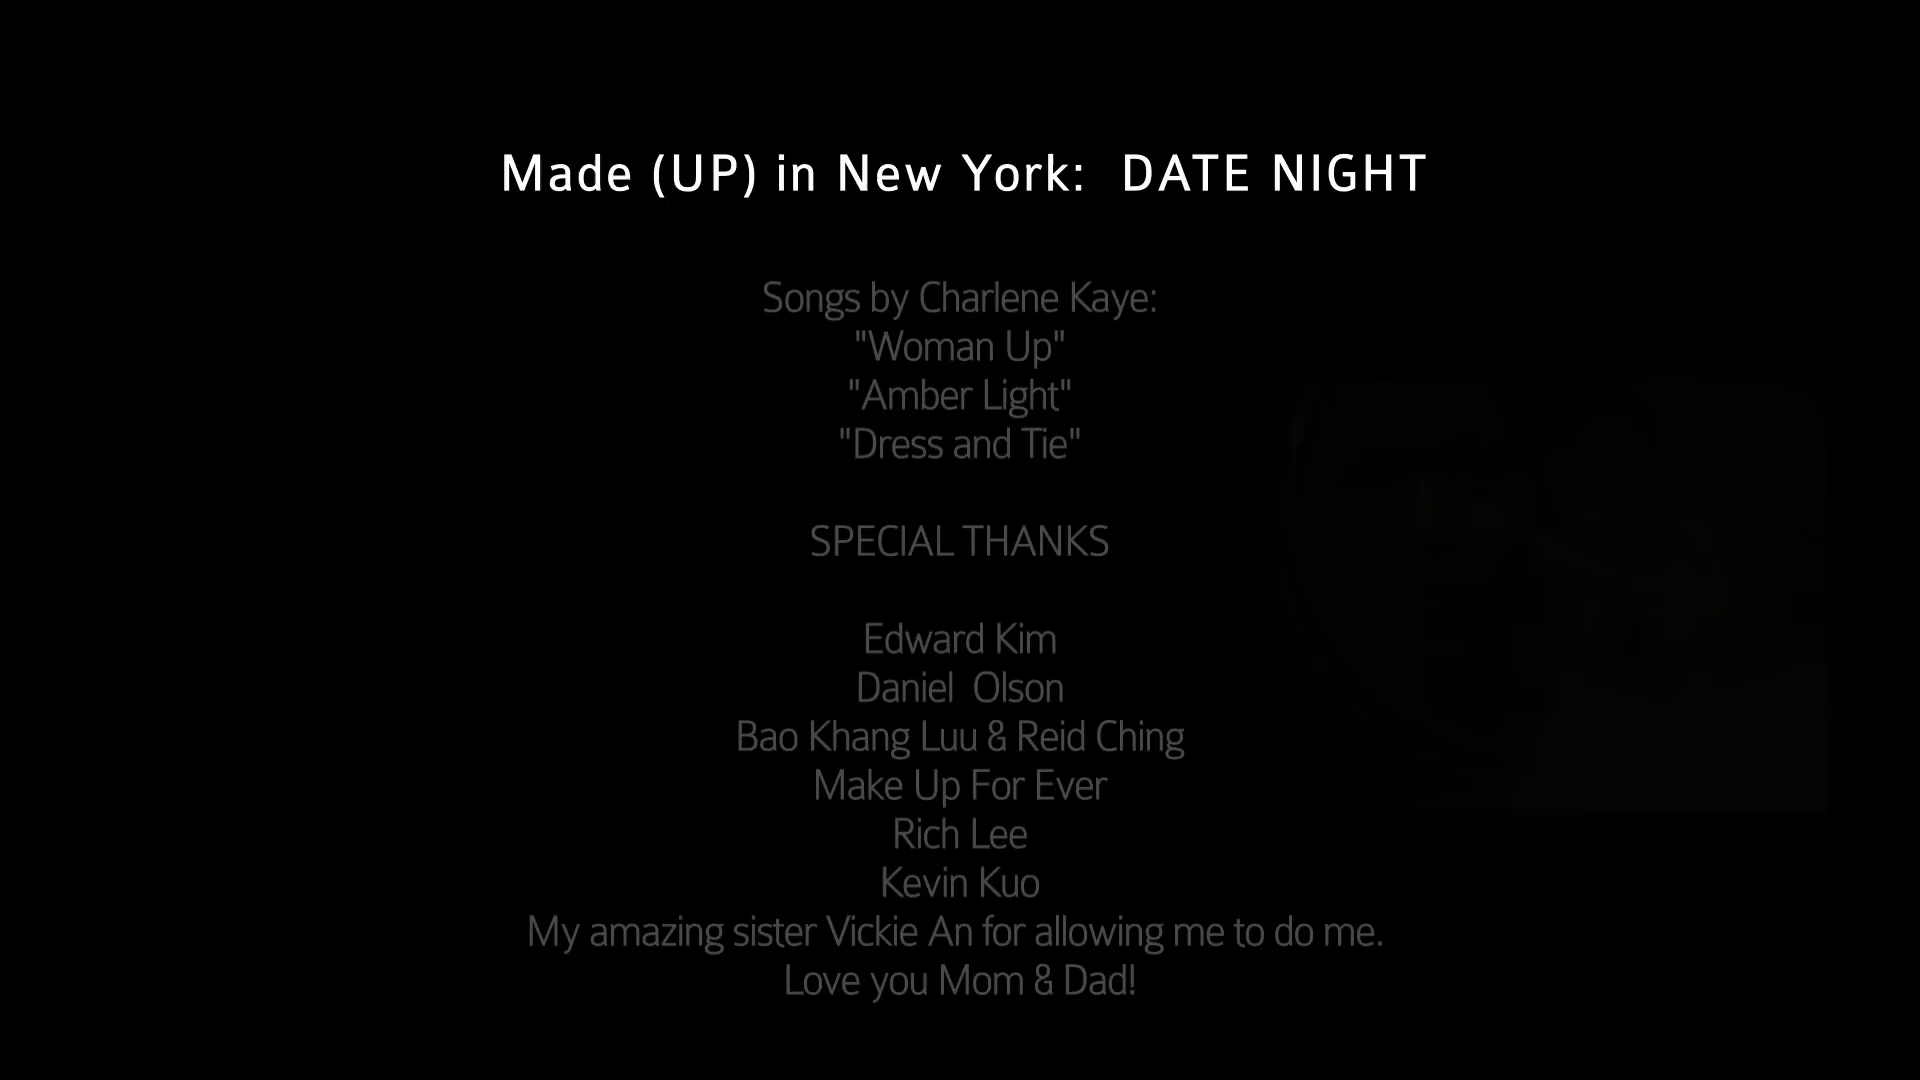 Made (UP) in New York:  DATE NIGHT
Songs by Charlene Kaye:
"Woman Up"
"Amber Light"
"Dress and Tie"
SPECIAL THANKS
Edward Kim
Daniel  Olson
Bao Khang Luu & Reid Ching
Make Up For Ever
Rich Lee
Kevin Kuo
My amazing sister Vickie An for allowing me to do me.
Love you Mom & Dad!